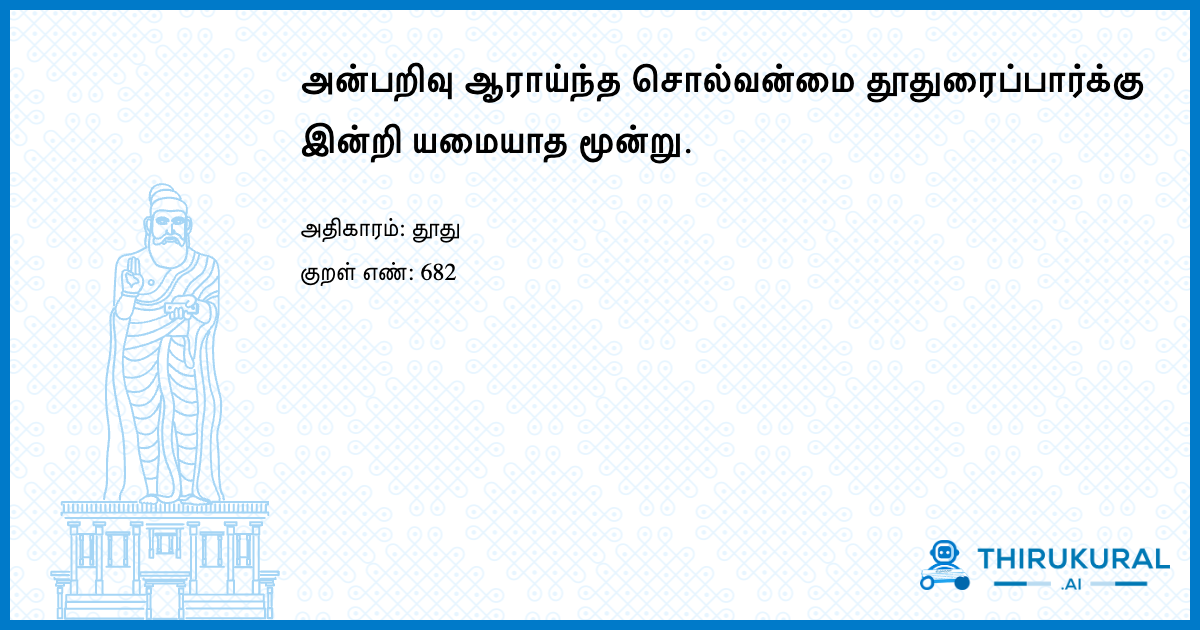 அன்பறிவு ஆராய்ந்த சொல்வன்மை தூதுரைப்பார்க்கு
இன்றி யமையாத மூன்று.
அதிகாரம்: தூது
குறள் எண்: 682
THIRUKURAL
.AI